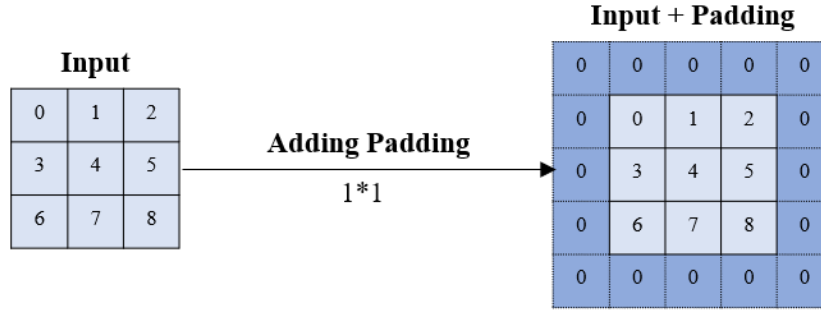 Input
0 1 2
3 4 5
6 7 8
Adding Padding
1*1
Input + Padding
0 0 0 0 0
0 0 1 2 0
0 3 4 5 0
0 6 7 8 0
0 0 0 0 0